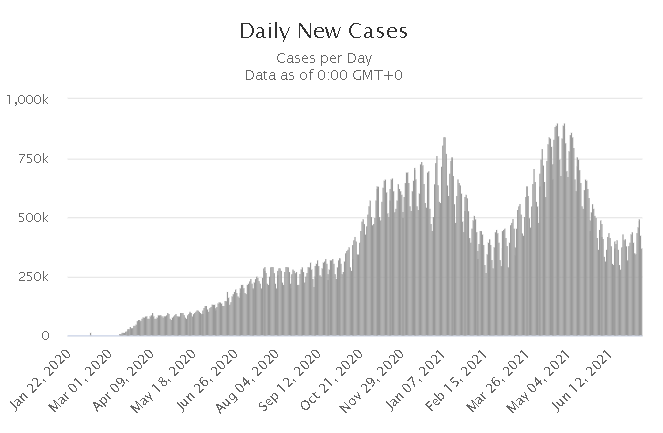 Daily New Cases
Cases per Day
Data as of 0:00 GMT+0
1,000k
750k
500k
250k
0
Jan 22, 2020
Mar 01, 2020
Apr 09, 2020
May 18, 2020
Jun 26, 2020
Aug 04, 2020
Sep 12, 2020
Oct 21, 2020
Nov 29, 2020
Jan 07, 2021
Feb 15, 2021
Mar 26, 2021
May 04, 2021
Jun 12, 2021